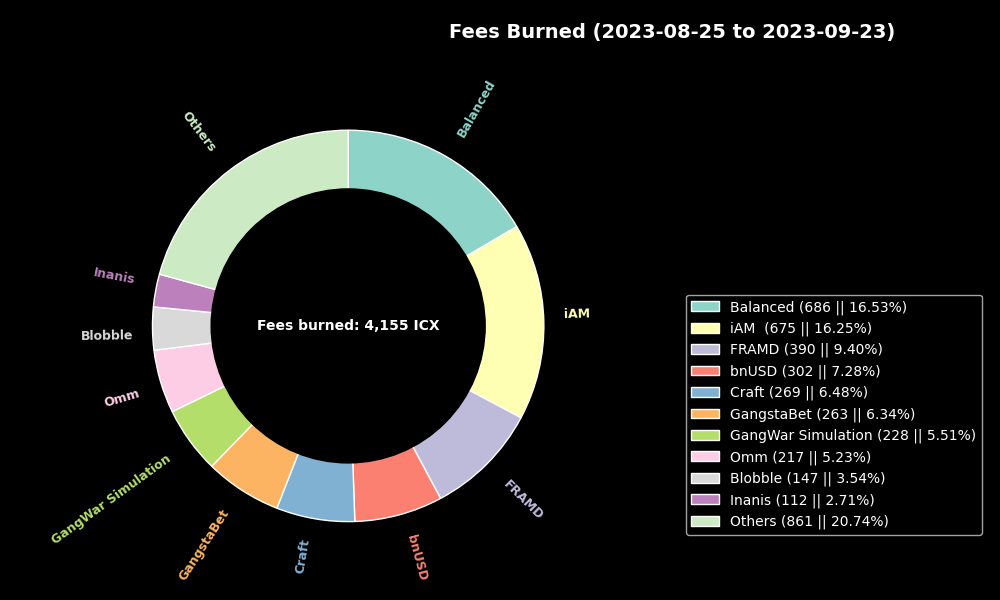 Fees Burned (2023-08-25 to 2023-09-23)
Balanced
Others
Inanis
iAM
Fees burned: 4,155 ICX
Blobble
Omm
GangWar Simulation
FRAMD
GangstaBet
Craft
bnUSD
Balanced (686 || 16.53%)
iAM  (675 || 16.25%)
FRAMD (390 || 9.40%)
bnUSD (302 || 7.28%)
Craft (269 || 6.48%)
GangstaBet (263 || 6.34%)
GangWar Simulation (228 || 5.51%)
Omm (217 || 5.23%)
Blobble (147 || 3.54%)
Inanis (112 || 2.71%)
Others (861 || 20.74%)